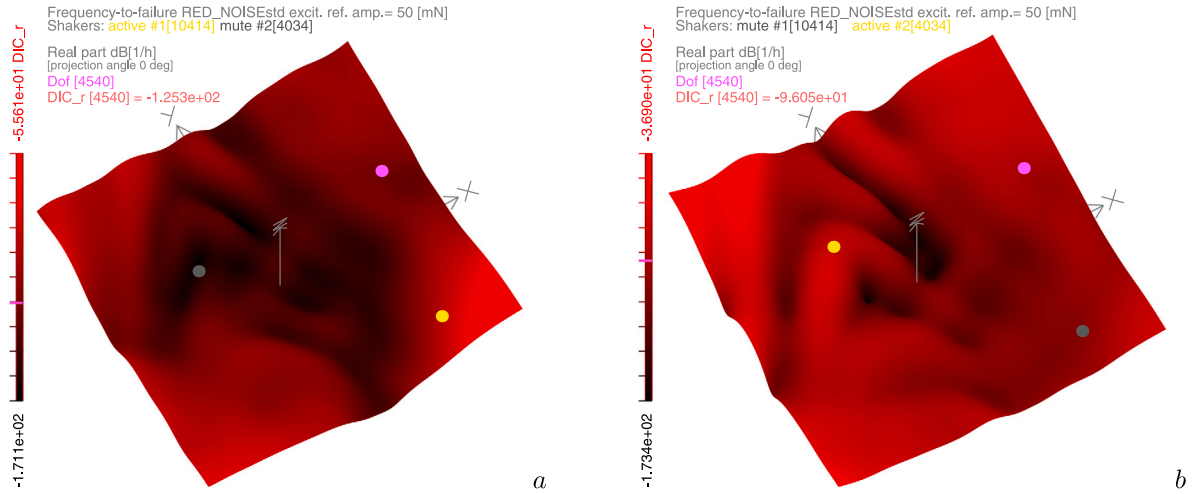 Frequency-to-failure RED_NOISEstd excit. ref. amp.= 50 [mN]
Shakers: active #1[10414] mute #2[4034]
Real part dB[1/h]
[projection angle 0 deg]
Dof [4540]
DIC_r [4540] = -1.253e+02
-5.561e+01 DIC_r
-1.711e+02
Y
X
Z
a
Frequency-to-failure RED_NOISEstd excit. ref. amp.= 50 [mN]
Shakers: mute #1[10414] active #2[4034]
Real part dB[1/h]
[projection angle 0 deg]
Dof [4540]
DIC_r [4540] = -9.605e+01
-3.690e+01 DIC_r
-1.734e+02
Y
X
Z
b